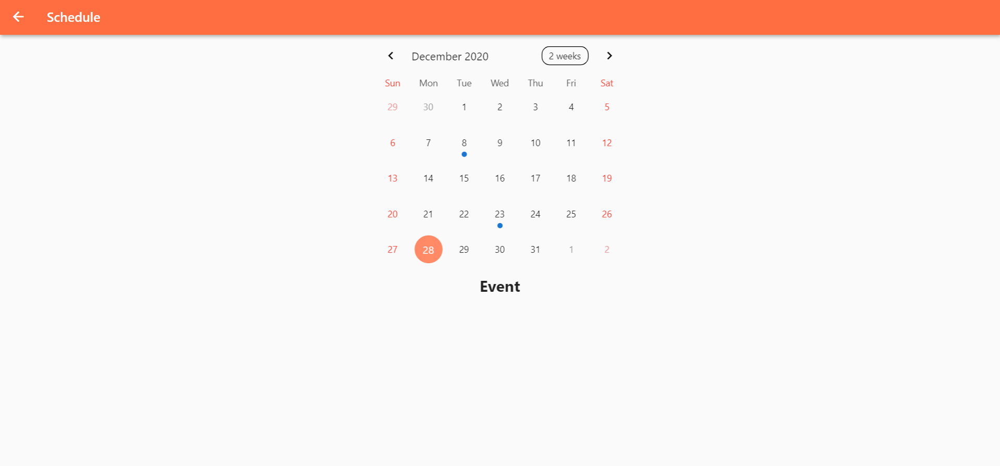 Schedule
December 2020 2 weeks
Sun Mon Tue Wed Thu Fri Sat
29 30 1 2 3 4 5
6 7 8 9 10 11 12
13 14 15 16 17 18 19
20 21 22 23 24 25 26
27 28 29 30 31 1 2
Event